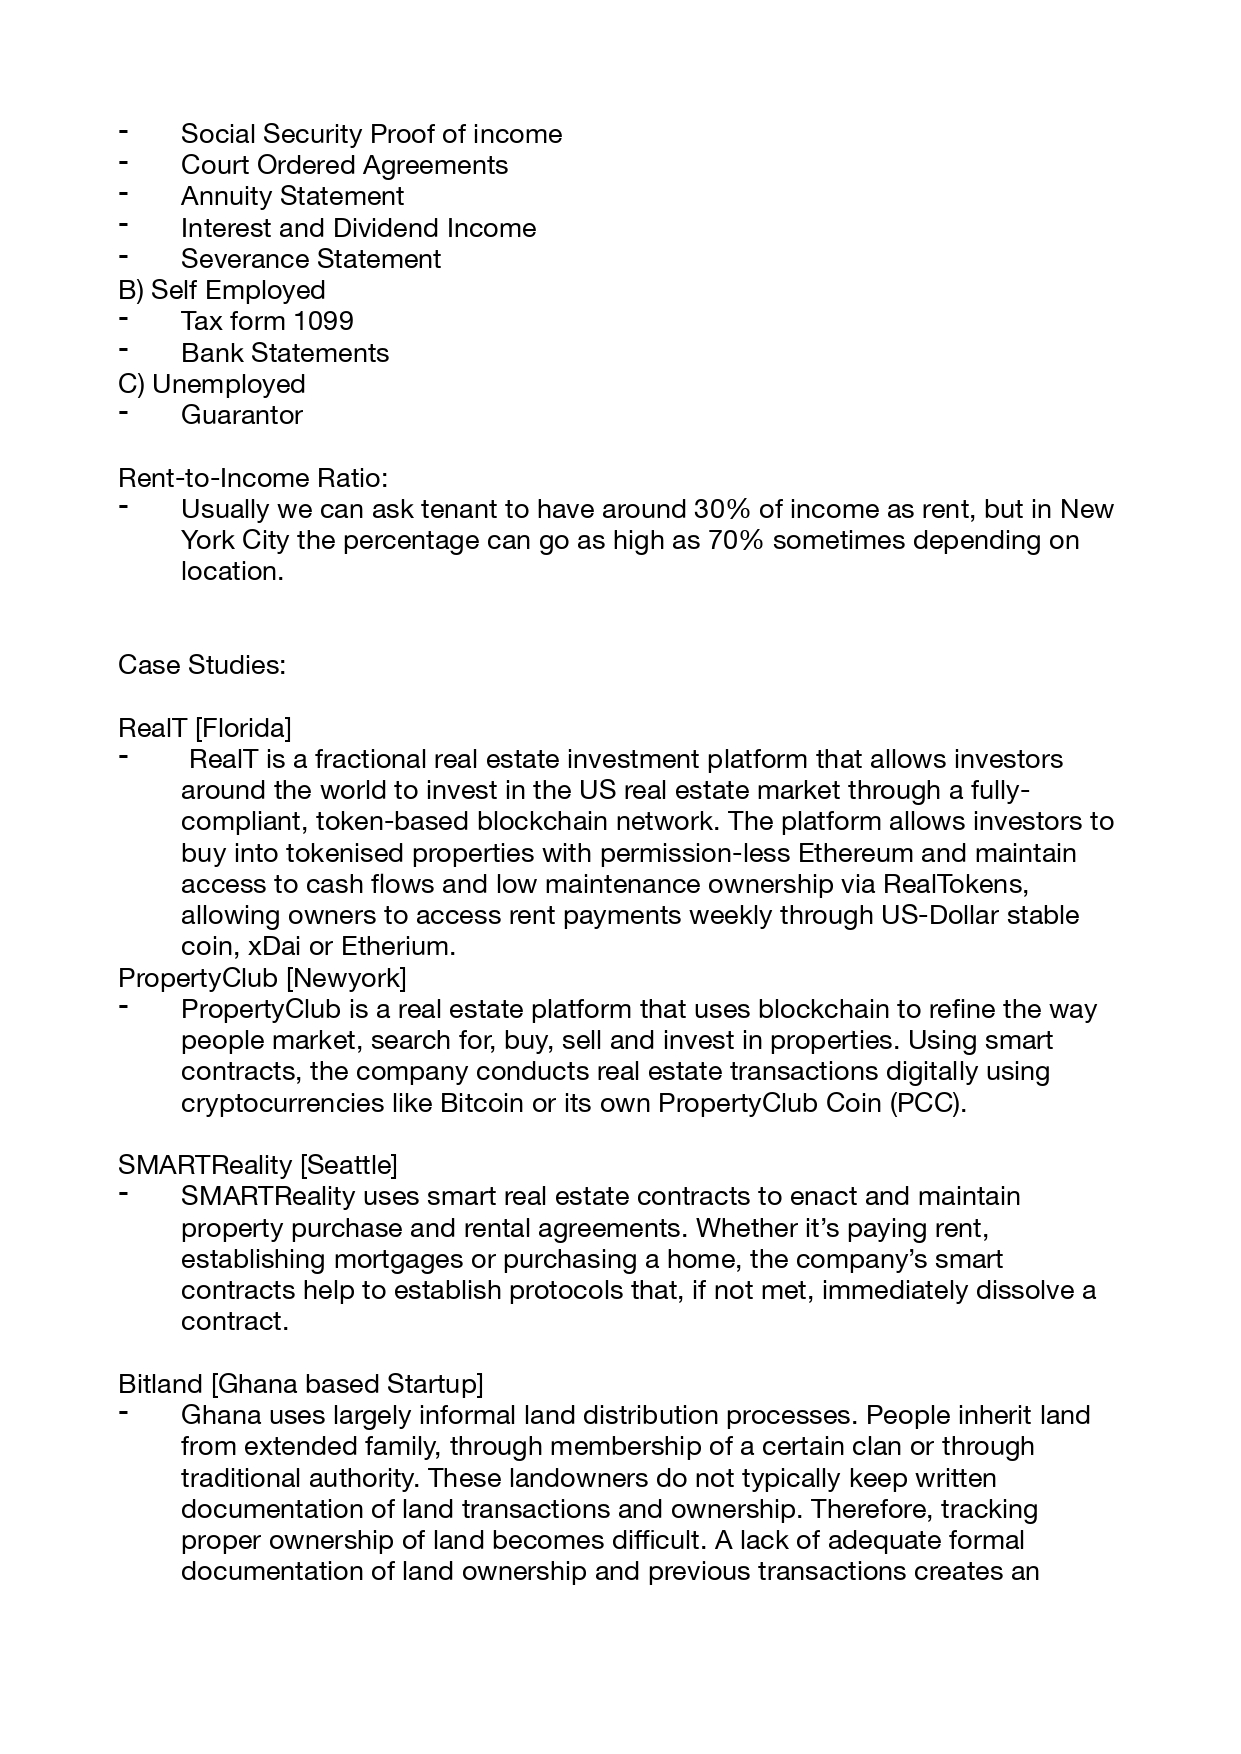 - Social Security Proof of income
- Court Ordered Agreements
- Annuity Statement
- Interest and Dividend Income
- Severance Statement
B) Self Employed
- Tax form 1099
- Bank Statements
C) Unemployed
- Guarantor
Rent-to-Income Ratio:
- Usually we can ask tenant to have around 30% of income as rent, but in New
York City the percentage can go as high as 70% sometimes depending on
location.
Case Studies:
RealT [Florida]
- RealT is a fractional real estate investment platform that allows investors
around the world to invest in the US real estate market through a fully-
compliant, token-based blockchain network. The platform allows investors to
buy into tokenised properties with permission-less Ethereum and maintain
access to cash flows and low maintenance ownership via RealTokens,
allowing owners to access rent payments weekly through US-Dollar stable
coin, xDai or Etherium.
PropertyClub [Newyork]
- PropertyClub is a real estate platform that uses blockchain to refine the way
people market, search for, buy, sell and invest in properties. Using smart
contracts, the company conducts real estate transactions digitally using
cryptocurrencies like Bitcoin or its own PropertyClub Coin (PCC).
SMARTReality [Seattle]
- SMARTReality uses smart real estate contracts to enact and maintain
property purchase and rental agreements. Whether it’s paying rent,
establishing mortgages or purchasing a home, the company’s smart
contracts help to establish protocols that, if not met, immediately dissolve a
contract.
Bitland [Ghana based Startup]
- Ghana uses largely informal land distribution processes. People inherit land
from extended family, through membership of a certain clan or through
traditional authority. These landowners do not typically keep written
documentation of land transactions and ownership. Therefore, tracking
proper ownership of land becomes difficult. A lack of adequate formal
documentation of land ownership and previous transactions creates an